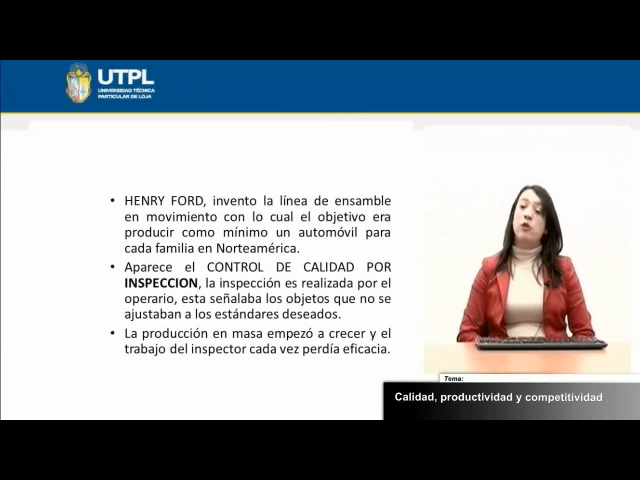 UTPL
UNIVERSIDAD TÉCNICA
PARTICULAR DE LOJA
• HENRY FORD, invento la línea de ensamble
en movimiento con lo cual el objetivo era
producir como mínimo un automóvil para
cada familia en Norteamérica.
• Aparece el CONTROL DE CALIDAD POR
INSPECCION, la inspección es realizada por el
operario, esta señalaba los objetos que no se
ajustaban a los estándares deseados.
• La producción en masa empezó a crecer y el
trabajo del inspector cada vez perdía eficacia.
Tema:
Calidad, productividad y competitividad